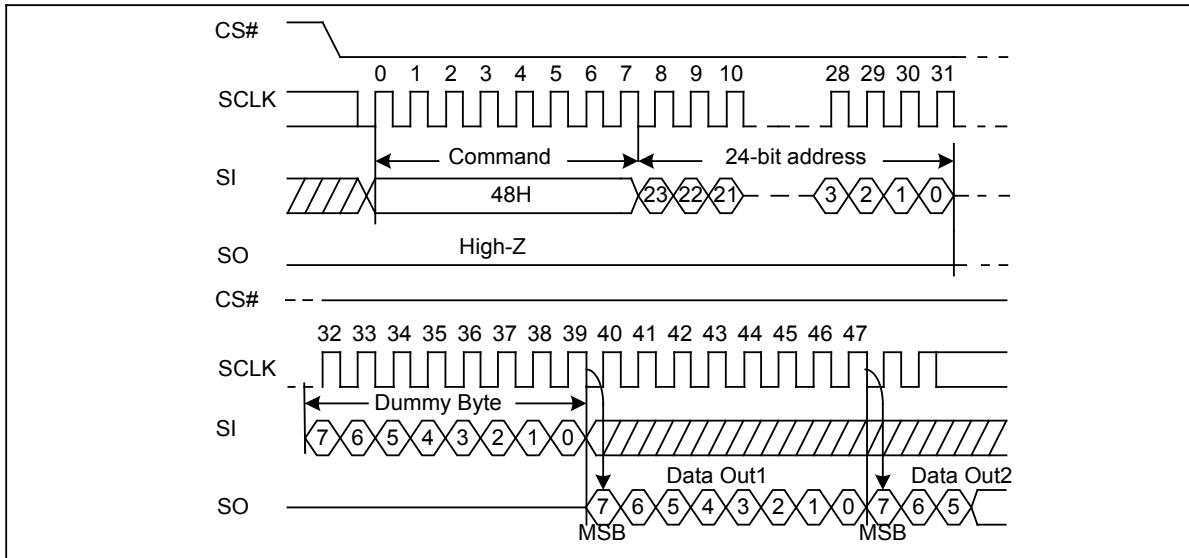 CS#
0 1 2 3 4 5 6 7 8 9 10 28 29 30 31
SCLK
Command 24-bit address
SI
48H 23 22 21 3 2 1 0
High-Z
SO
CS#
32 33 34 35 36 37 38 39 40 41 42 43 44 45 46 47
SCLK
Dummy Byte
SI
7 6 5 4 3 2 1 0
Data Out1 Data Out2
SO
7 6 5 4 3 2 1 0 7 6 5
MSB MSB